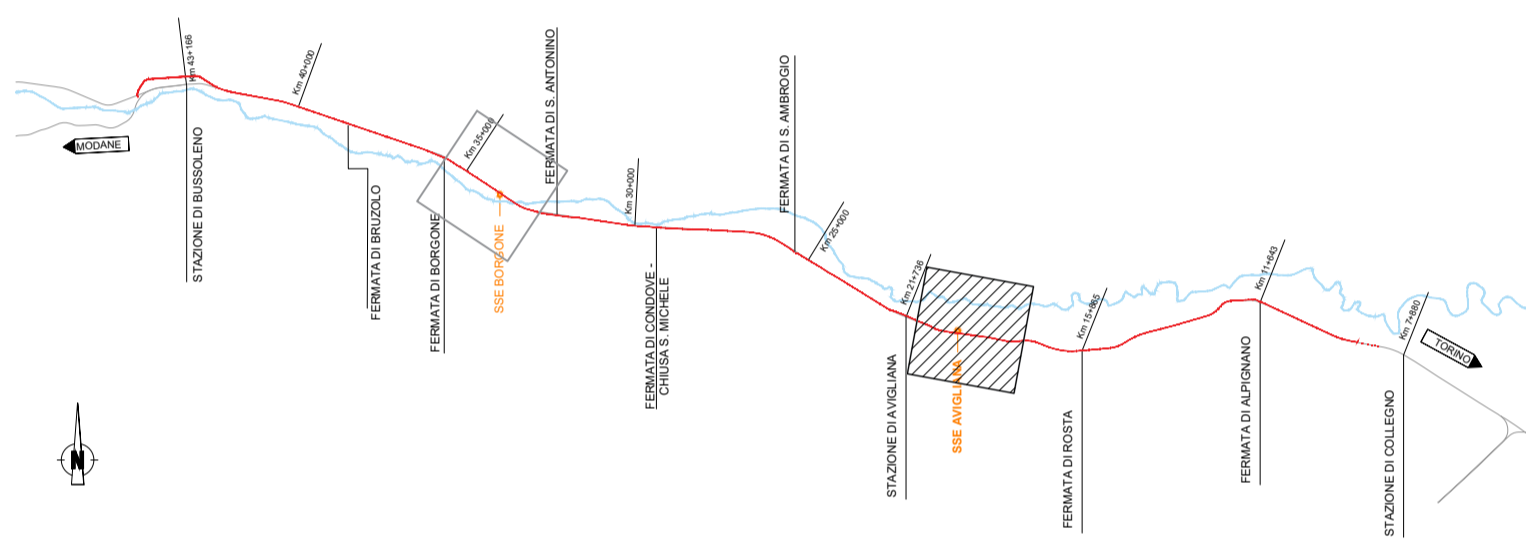 MODANE
Km 43+166
STAZIONE DI BUSSOLENO
Km 40+000
FERMATA DI BRUZOLO
FERMATA DI BORGONE
Km 35+000
SSE BORGONE
FERMATA DI S. ANTONINO
Km 30+000
FERMATA DI CONDOVE -
CHIUSA S. MICHELE
FERMATA DI S. AMBROGIO
Km 25+000
Km 21+736
STAZIONE DI AVIGLIANA
SSE AVIGLIANA
Km 15+865
FERMATA DI ROSTA
Km 11+643
FERMATA DI ALPIGNANO
Km 7+880
STAZIONE DI COLLEGNO
TORINO
N